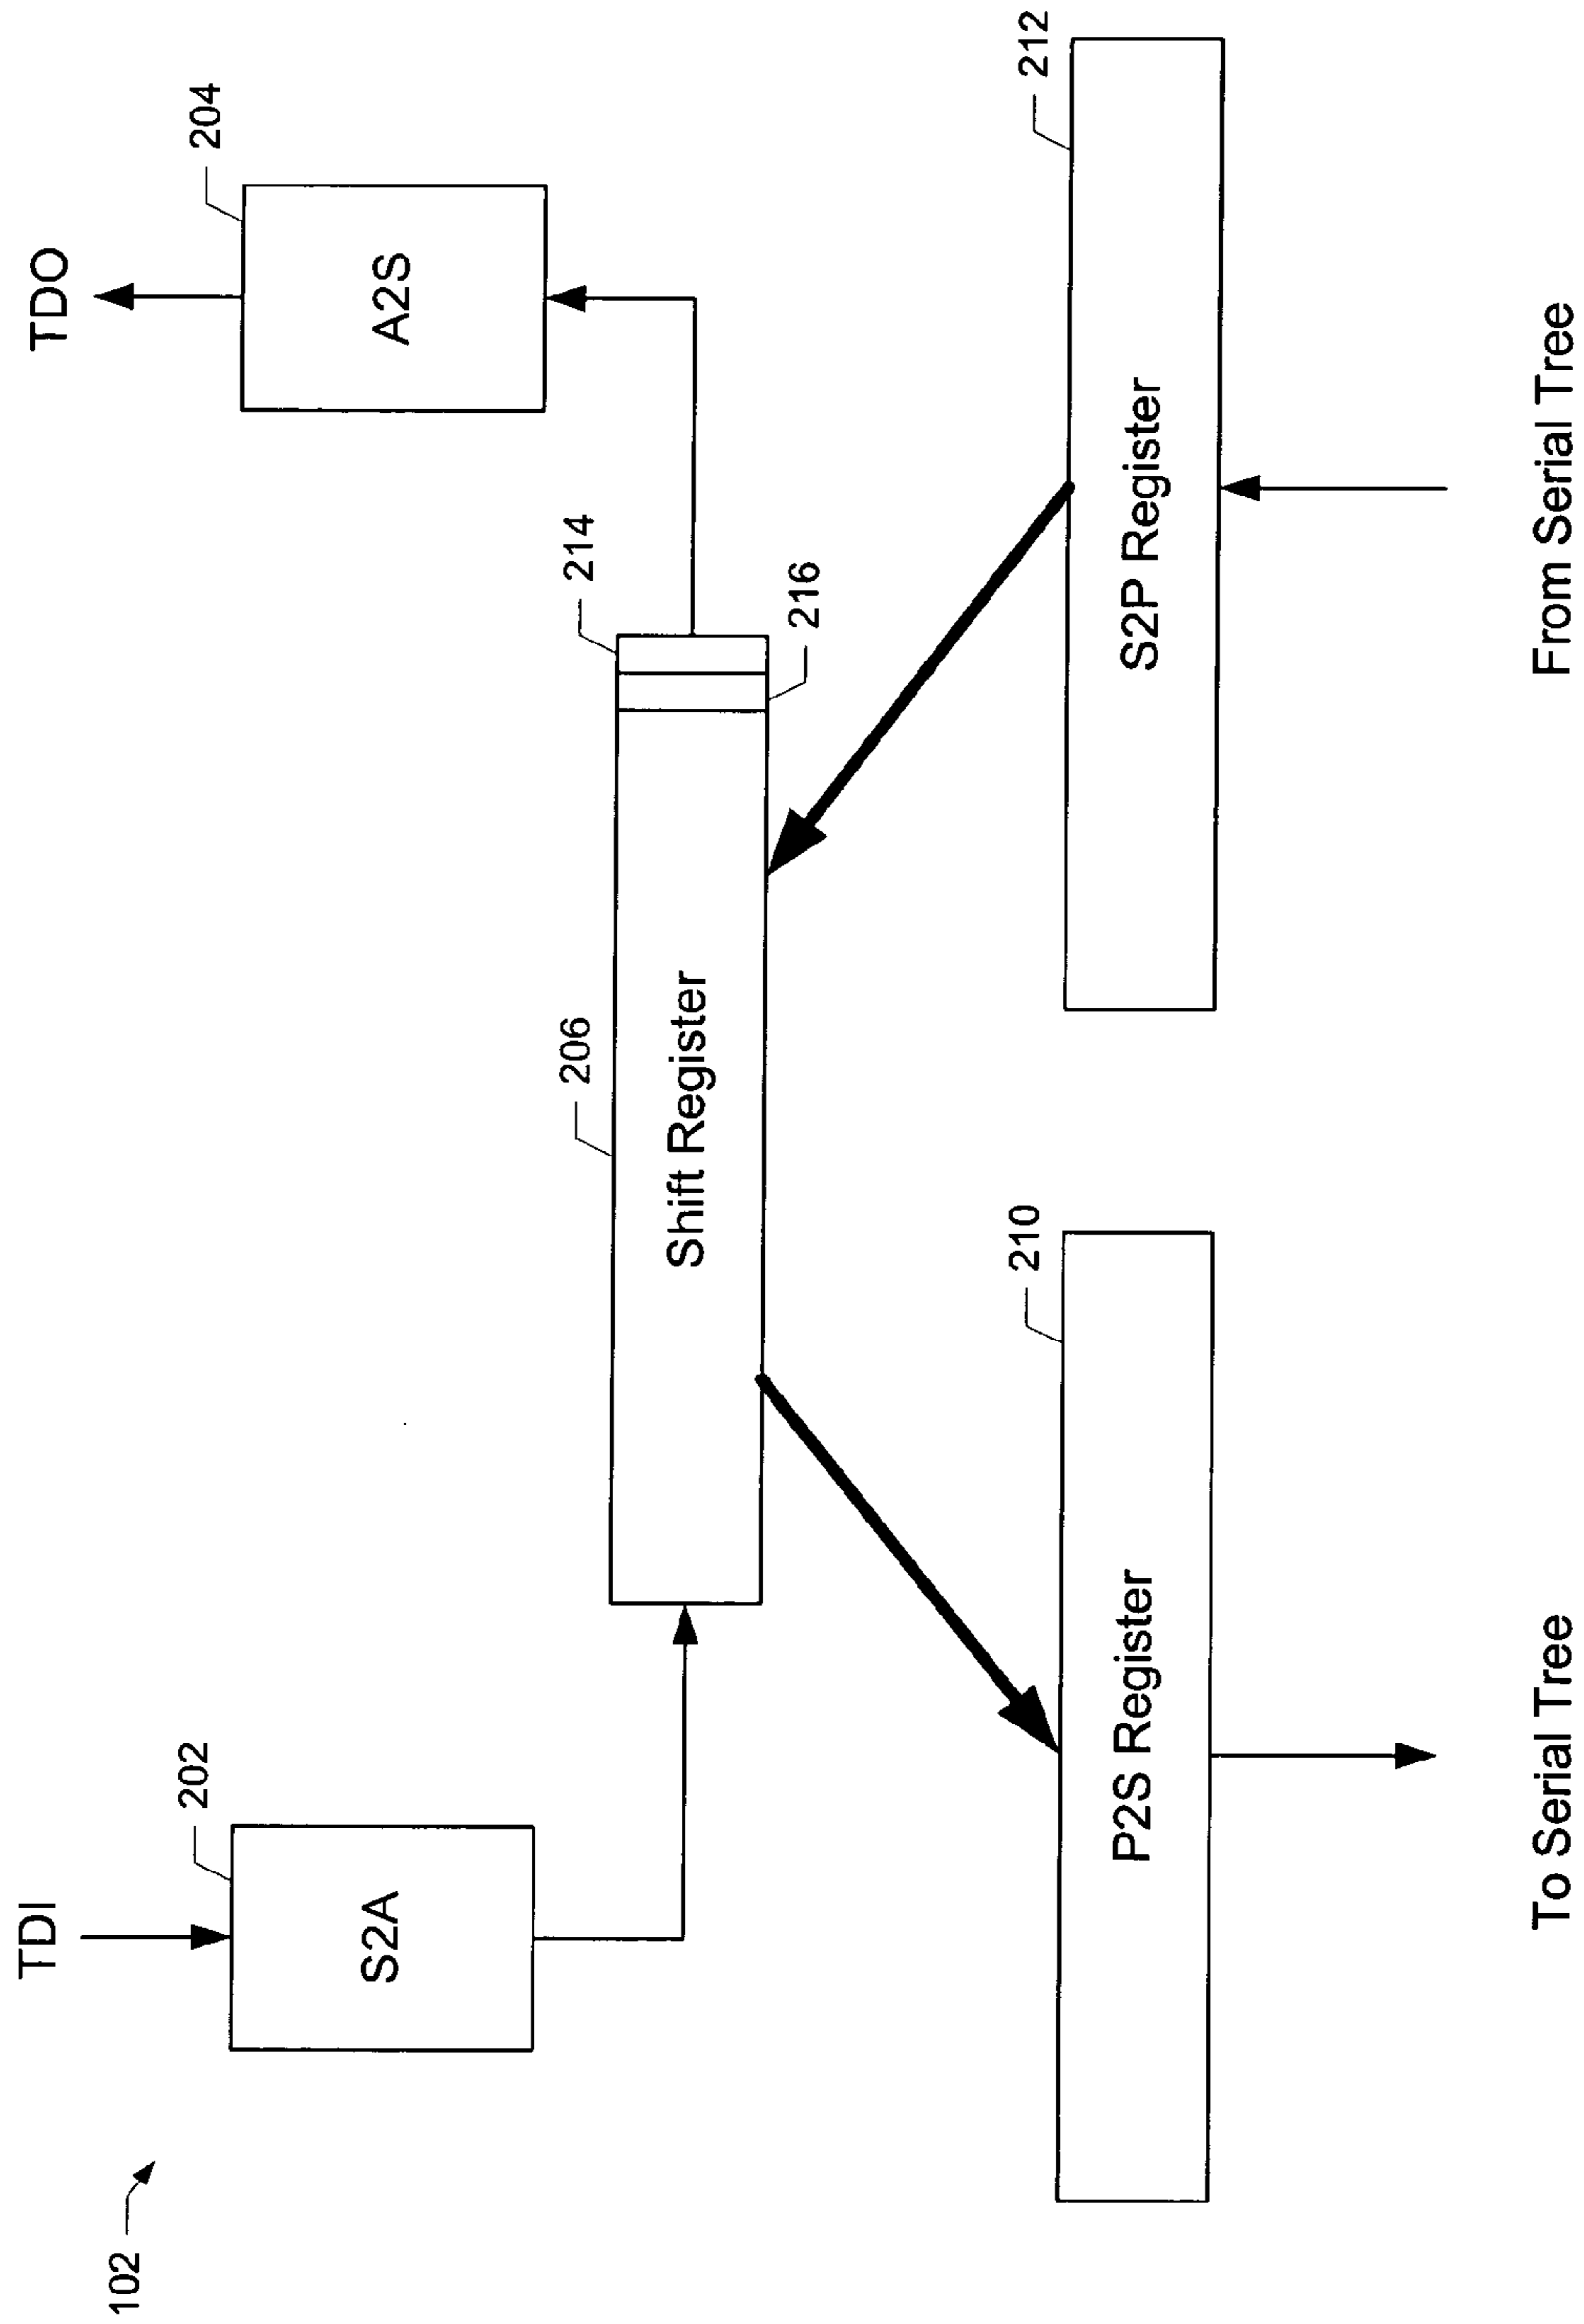 102
TDI
TDO
202
204
S2A
A2S
206
214
Shift Register
216
210
212
P2S Register
S2P Register
To Serial Tree
From Serial Tree